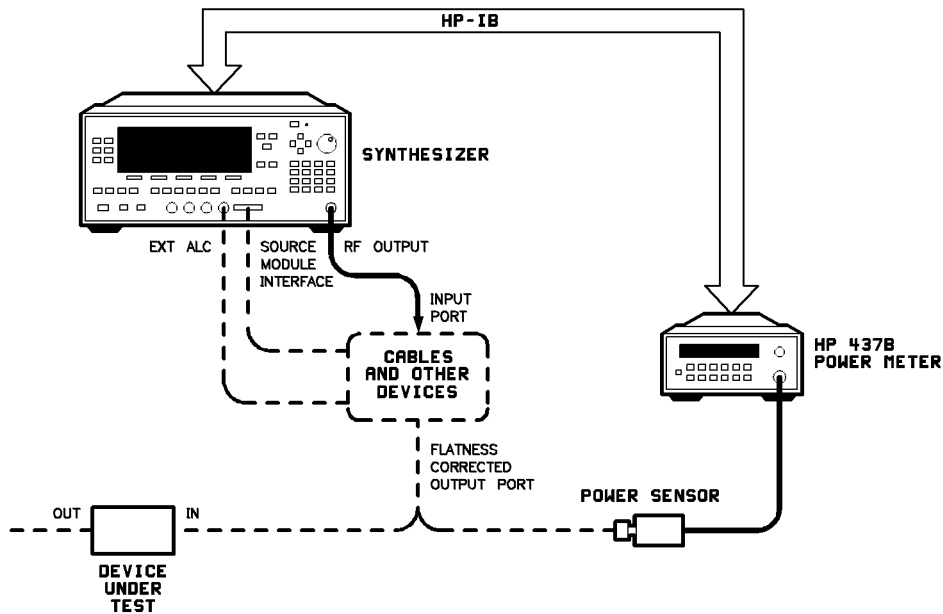 HP-IB
SYNTHESIZER
EXT ALC
SOURCE
MODULE
INTERFACE
RF OUTPUT
INPUT
PORT
CABLES
AND OTHER
DEVICES
HP 437B
POWER METER
FLATNESS
CORRECTED
OUTPUT PORT
POWER SENSOR
OUT
IN
DEVICE
UNDER
TEST